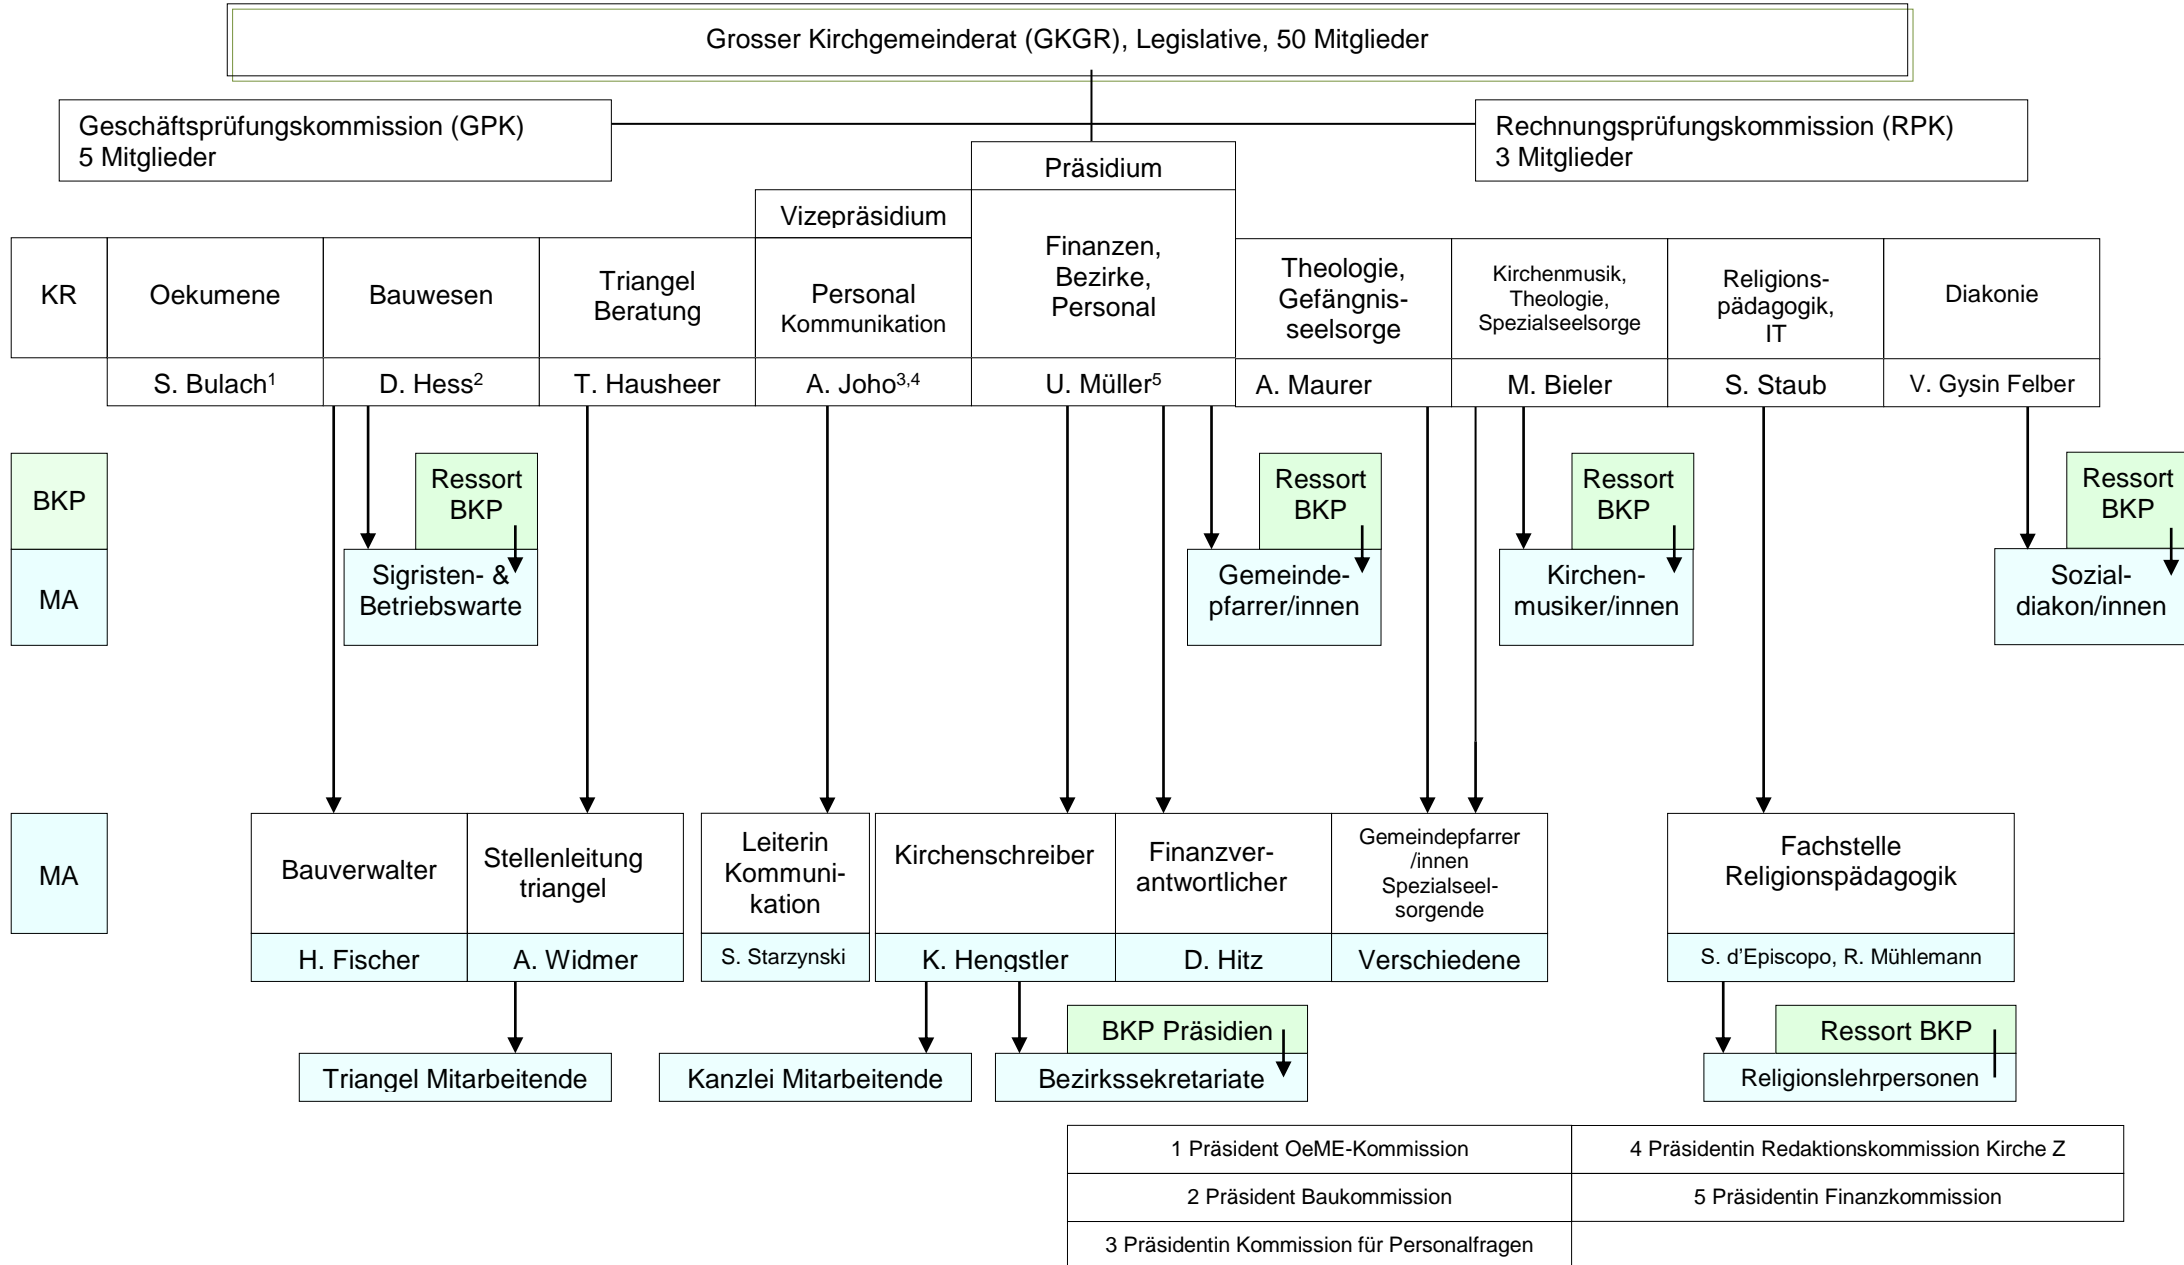 Grosser Kirchgemeinderat (GKGR), Legislative, 50 Mitglieder
Geschäftsprüfungskommission (GPK)
5 Mitglieder
Rechnungsprüfungskommission (RPK)
3 Mitglieder
Präsidium
Vizepräsidium
KR
Oekumene
Bauwesen
Triangel
Beratung
Personal
Kommunikation
Finanzen,
Bezirke,
Personal
Theologie,
Gefängnis-
seelsorge
Kirchenmusik,
Theologie,
Spezialseelsorge
Religions-
pädagogik,
IT
Diakonie
S. Bulach¹
D. Hess²
T. Hausheer
A. Joho³,⁴
U. Müller⁵
A. Maurer
M. Bieler
S. Staub
V. Gysin Felber
BKP
Ressort
BKP
Ressort
BKP
Ressort
BKP
Ressort
BKP
MA
Sigristen- &
Betriebswarte
Gemeinde-
pfarrer/innen
Kirchen-
musiker/innen
Sozial-
diakon/innen
MA
Bauverwalter
Stellenleitung
triangel
Leiterin
Kommuni-
kation
Kirchenschreiber
Finanzver-
antwortlicher
Gemeindepfarrer
/innen
Spezialseel-
sorgende
Fachstelle
Religionspädagogik
H. Fischer
A. Widmer
S. Starzynski
K. Hengstler
D. Hitz
Verschiedene
S. d’Episcopo, R. Mühlemann
BKP Präsidien
Ressort BKP
Triangel Mitarbeitende
Kanzlei Mitarbeitende
Bezirkssekretariate
Religionslehrpersonen
1 Präsident OeME-Kommission
4 Präsidentin Redaktionskommission Kirche Z
2 Präsident Baukommission
5 Präsidentin Finanzkommission
3 Präsidentin Kommission für Personalfragen